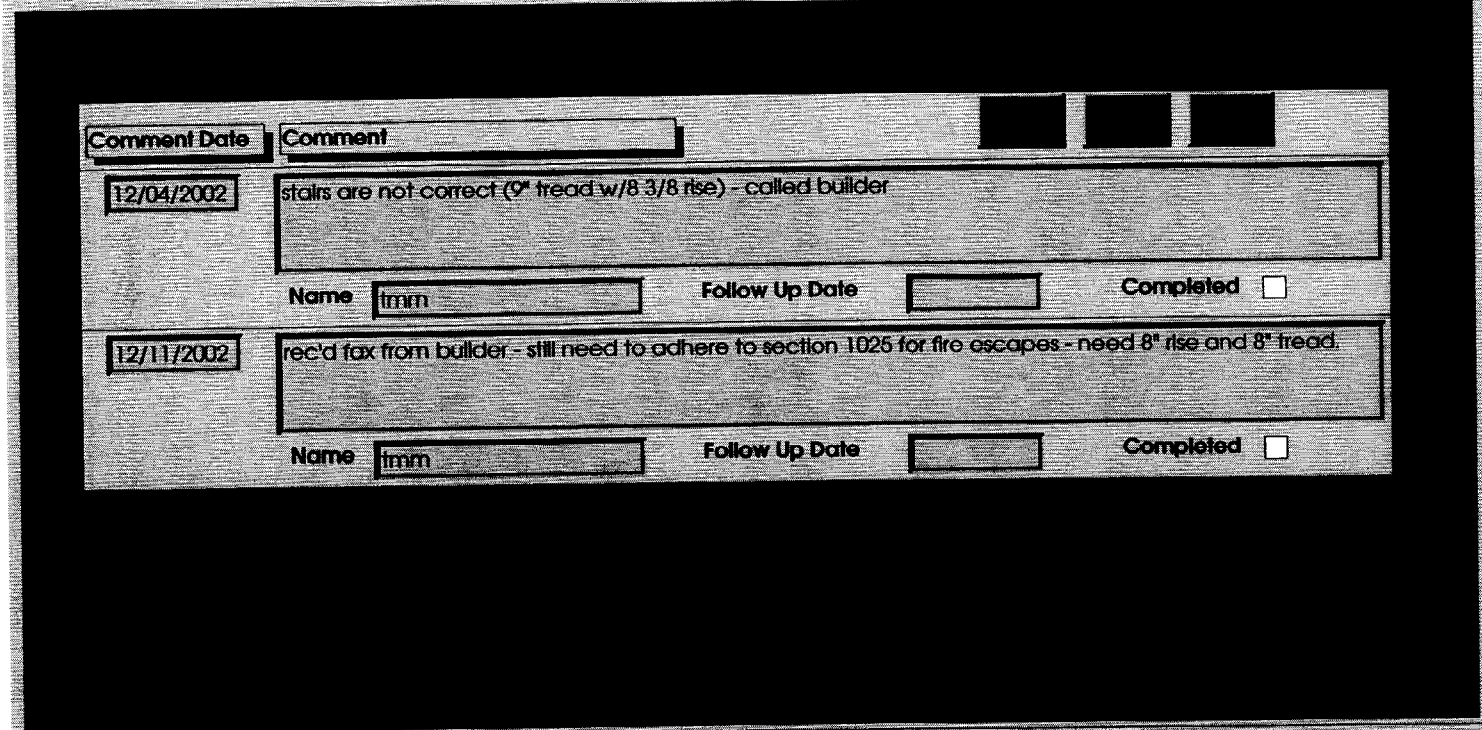 Comment Date Comment
12/04/2002 stairs are not correct (9" tread w/8 3/8 rise) - called builder
Name tmm Follow Up Date Completed
12/11/2002 rec'd fax from builder - still need to adhere to section 1025 for fire escapes - need 8" rise and 8" tread.
Name tmm Follow Up Date Completed